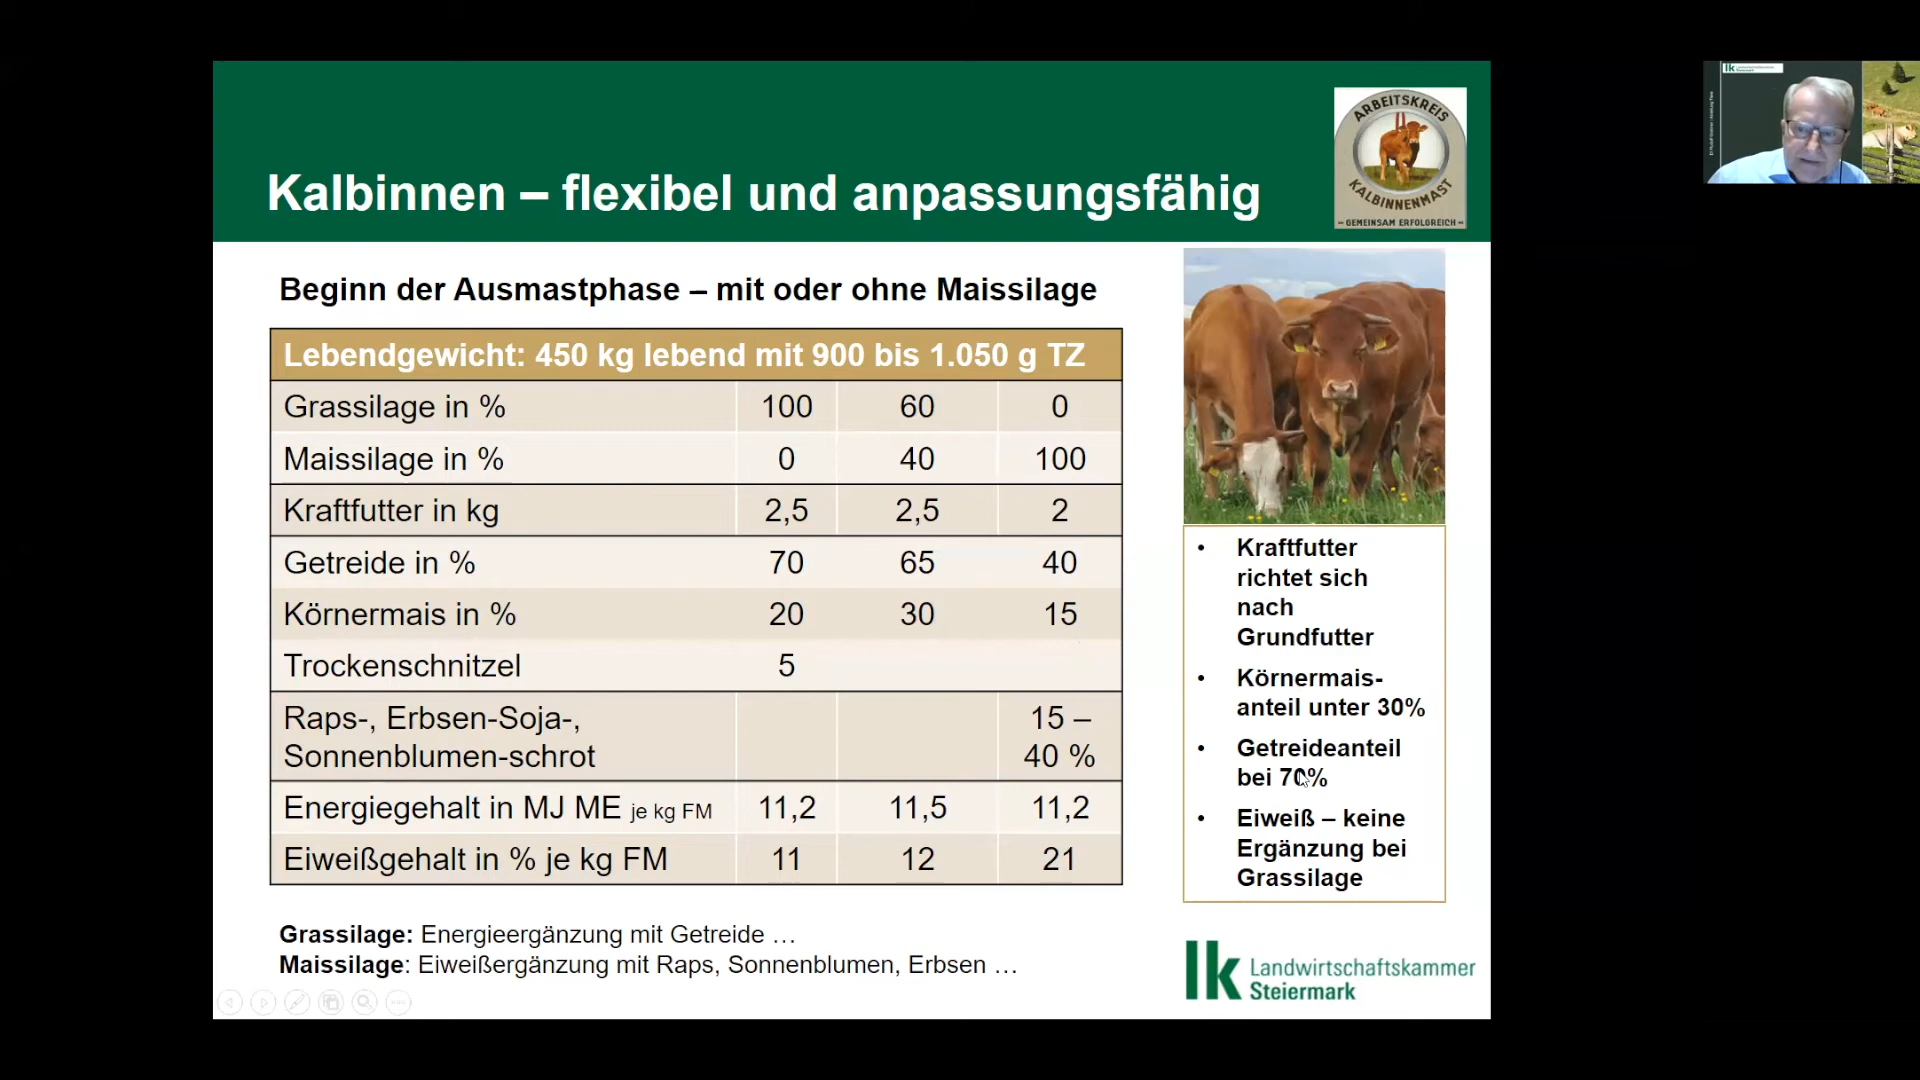 Kalbinnen – flexibel und anpassungsfähig
ARBEITSKREIS
KALBINNENMAST
- GEMEINSAM ERFOLGREICH -
lk
Beginn der Ausmastphase – mit oder ohne Maissilage
Lebendgewicht: 450 kg lebend mit 900 bis 1.050 g TZ
Grassilage in % 100 60 0
Maissilage in % 0 40 100
Kraftfutter in kg 2,5 2,5 2
Getreide in % 70 65 40
Körnermais in % 20 30 15
Trockenschnitzel 5
Raps-, Erbsen-Soja-, 15 –
Sonnenblumen-schrot 40 %
Energiegehalt in MJ ME je kg FM 11,2 11,5 11,2
Eiweißgehalt in % je kg FM 11 12 21
• Kraftfutter
richtet sich
nach
Grundfutter
• Körnermais-
anteil unter 30%
• Getreideanteil
bei 70%
• Eiweiß – keine
Ergänzung bei
Grassilage
Grassilage: Energieergänzung mit Getreide …
Maissilage: Eiweißergänzung mit Raps, Sonnenblumen, Erbsen …
lk Landwirtschaftskammer
Steiermark